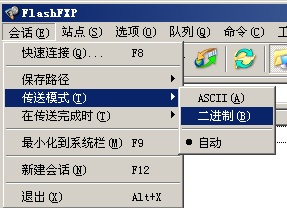 FlashFXP
会话(E) 站点(S) 选项(O) 队列(Q) 命令(C)
快速连接(Q)... F8
保存路径
传送模式(T)
ASCII(A)
二进制(B)
自动
在传送完成时(T)
最小化到系统栏(M) F9
新建会话(N) F12
退出(X) Alt+X